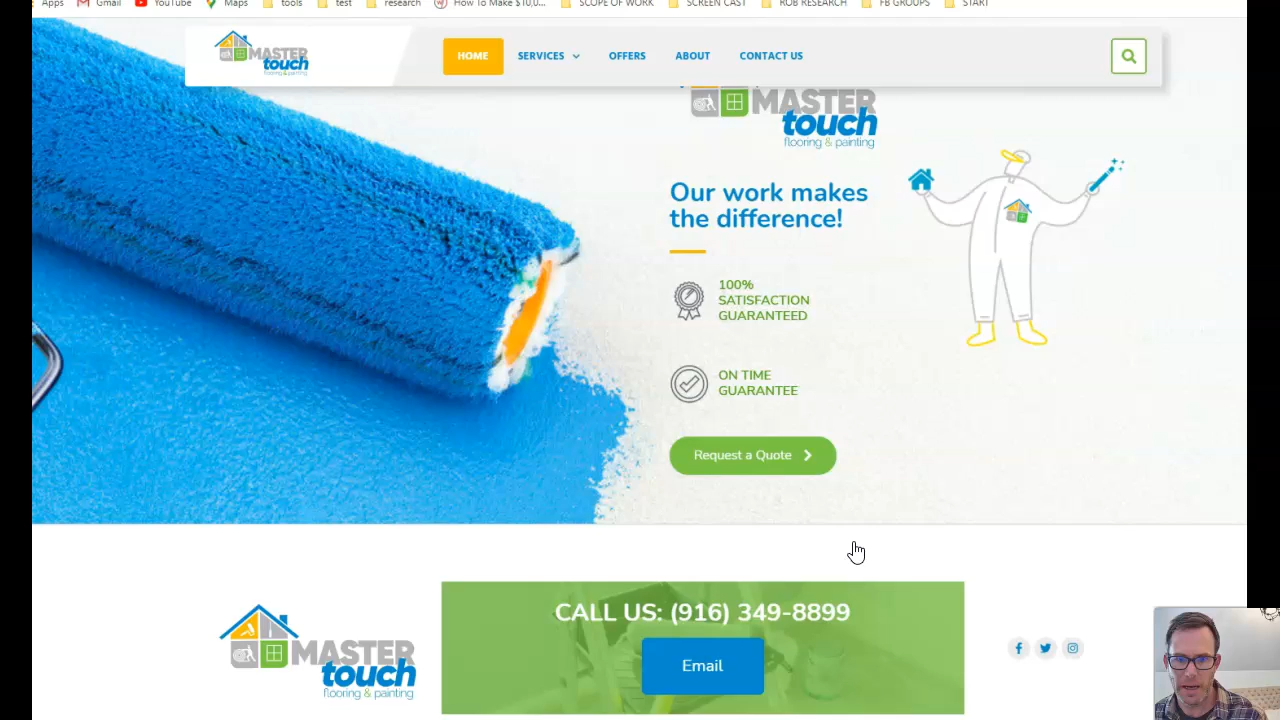 Apps Gmail YouTube Maps tools test research How To Make $10,0... SCOPE OF WORK SCREEN CAST ROB RESEARCH FB GROUPS START
MASTER
touch
flooring & painting
HOME SERVICES OFFERS ABOUT CONTACT US
MASTER
touch
flooring & painting
Our work makes
the difference!
100%
SATISFACTION
GUARANTEED
ON TIME
GUARANTEE
Request a Quote
CALL US: (916) 349-8899
Email
MASTER
touch
flooring & painting